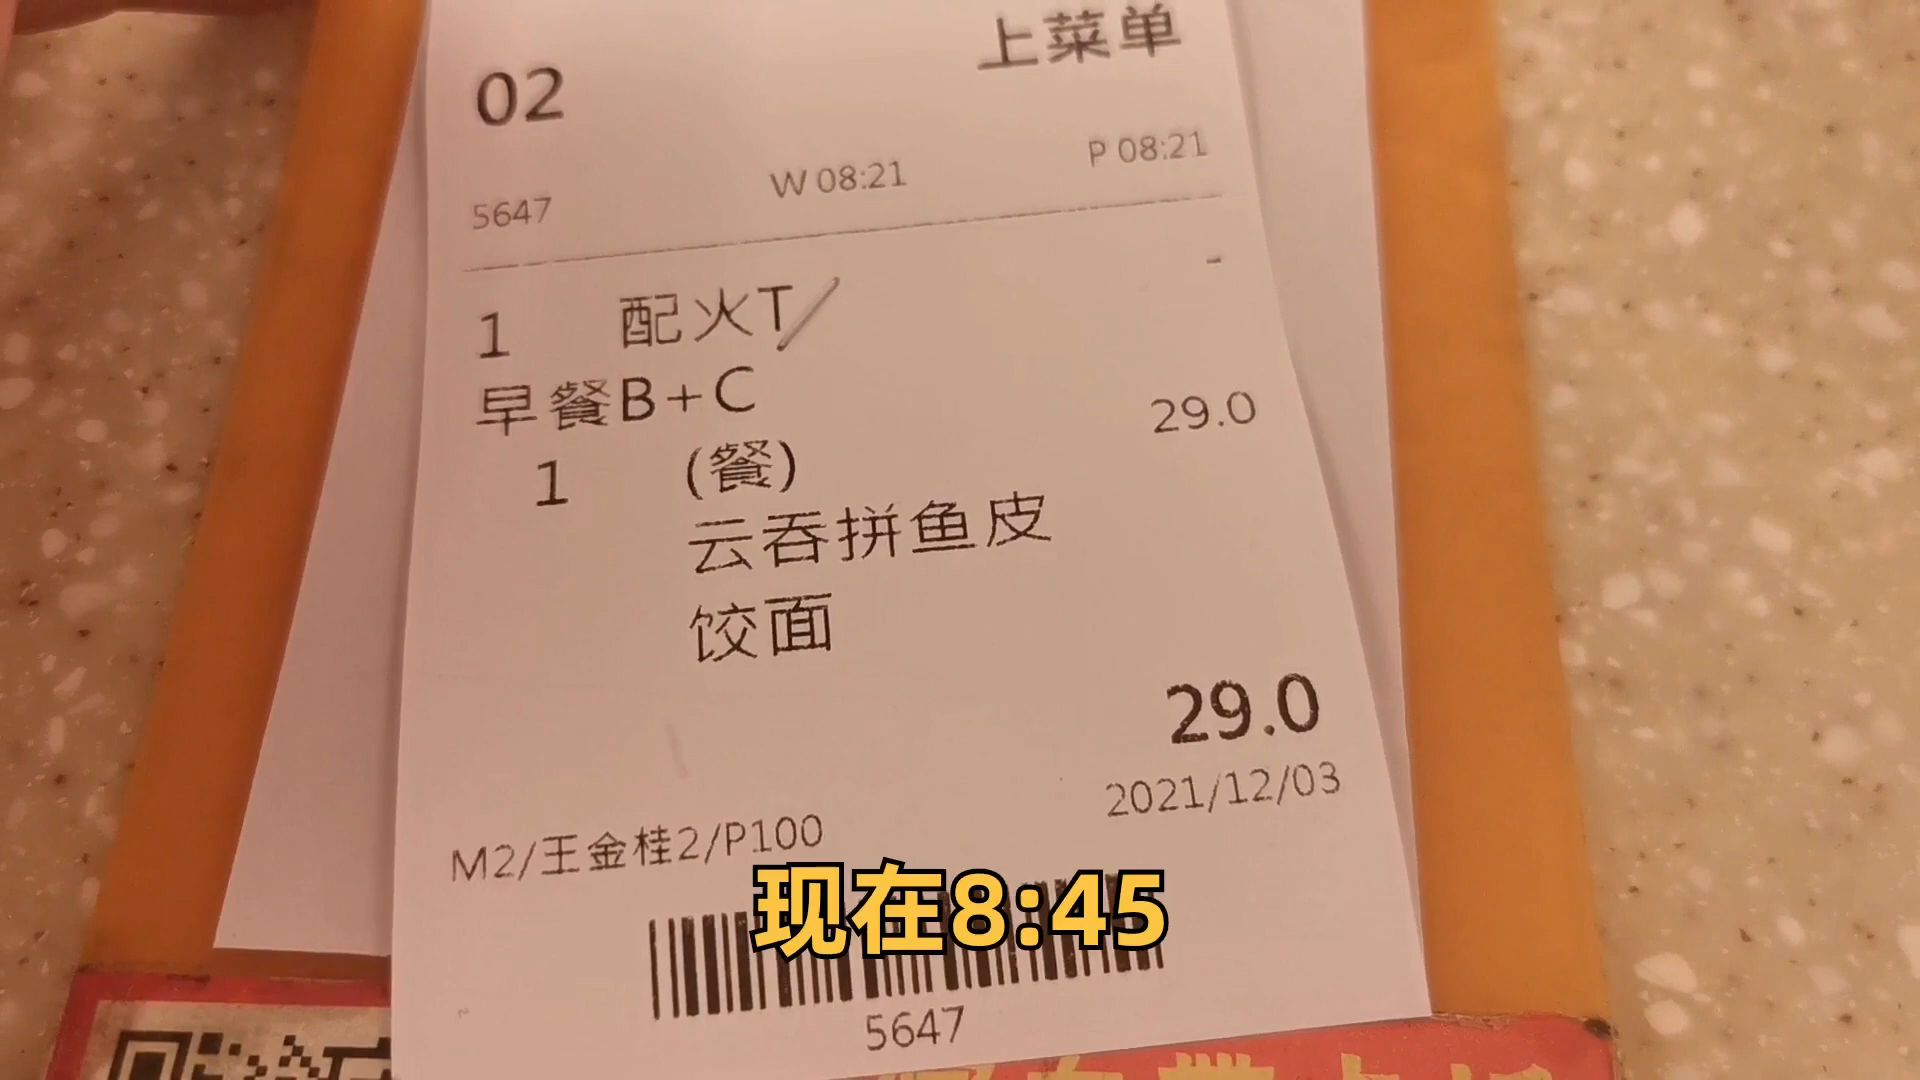 上菜单
02
5647 W 08:21 P 08:21
1 配火T -
早餐B+C 29.0
1 (餐)
云吞拼鱼皮
饺面
29.0
2021/12/03
M2/王金桂2/P100
现在8:45
5647